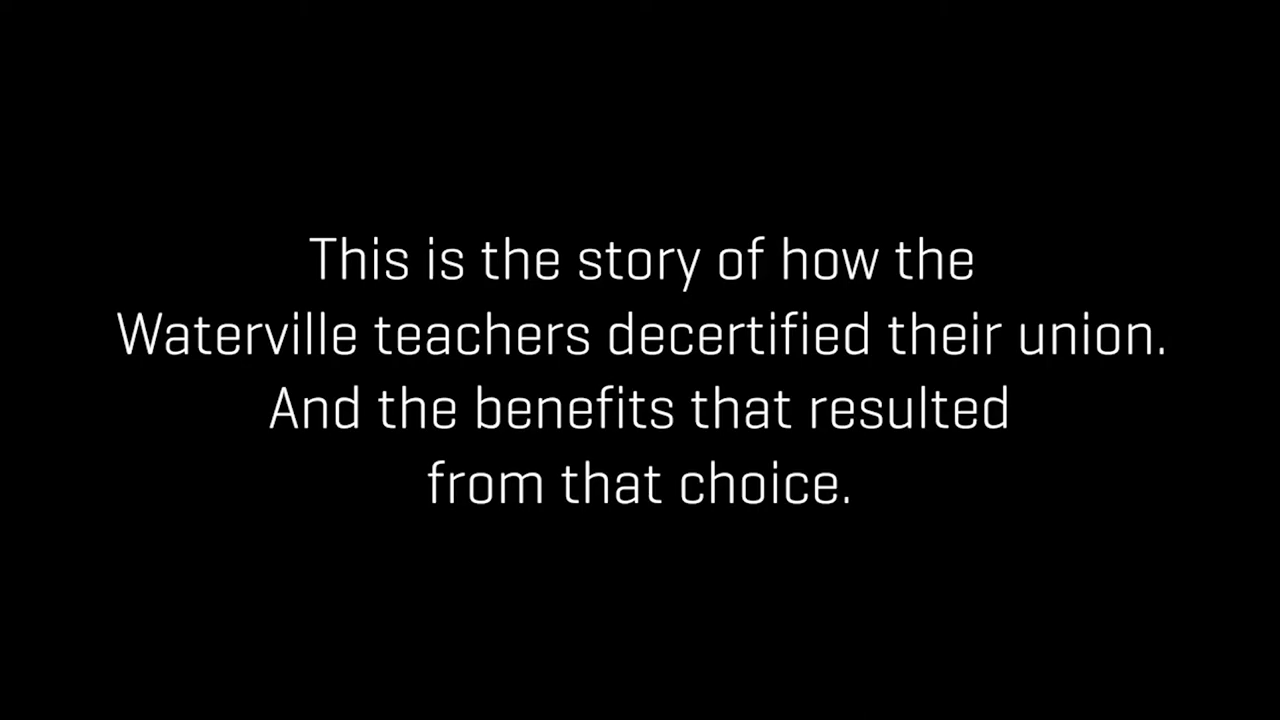 This is the story of how the
Waterville teachers decertified their union.
And the benefits that resulted
from that choice.